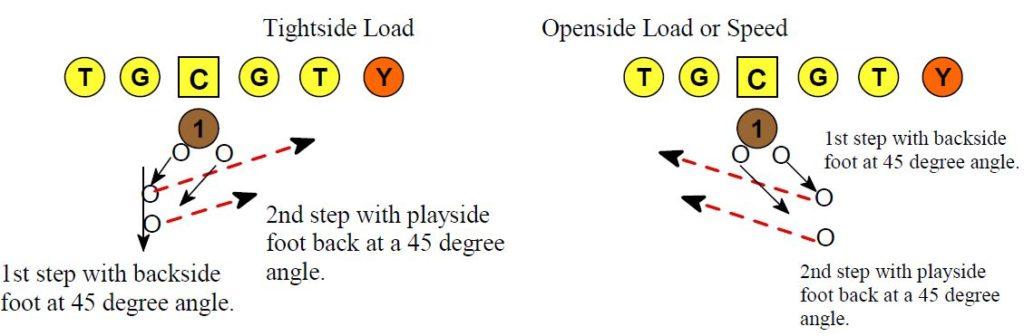 Tightside Load
T G C G T Y
1
1st step with backside
foot at 45 degree angle.
2nd step with playside
foot back at a 45 degree
angle.
Openside Load or Speed
T G C G T Y
1
1st step with backside
foot at 45 degree angle.
2nd step with playside
foot back at a 45 degree
angle.